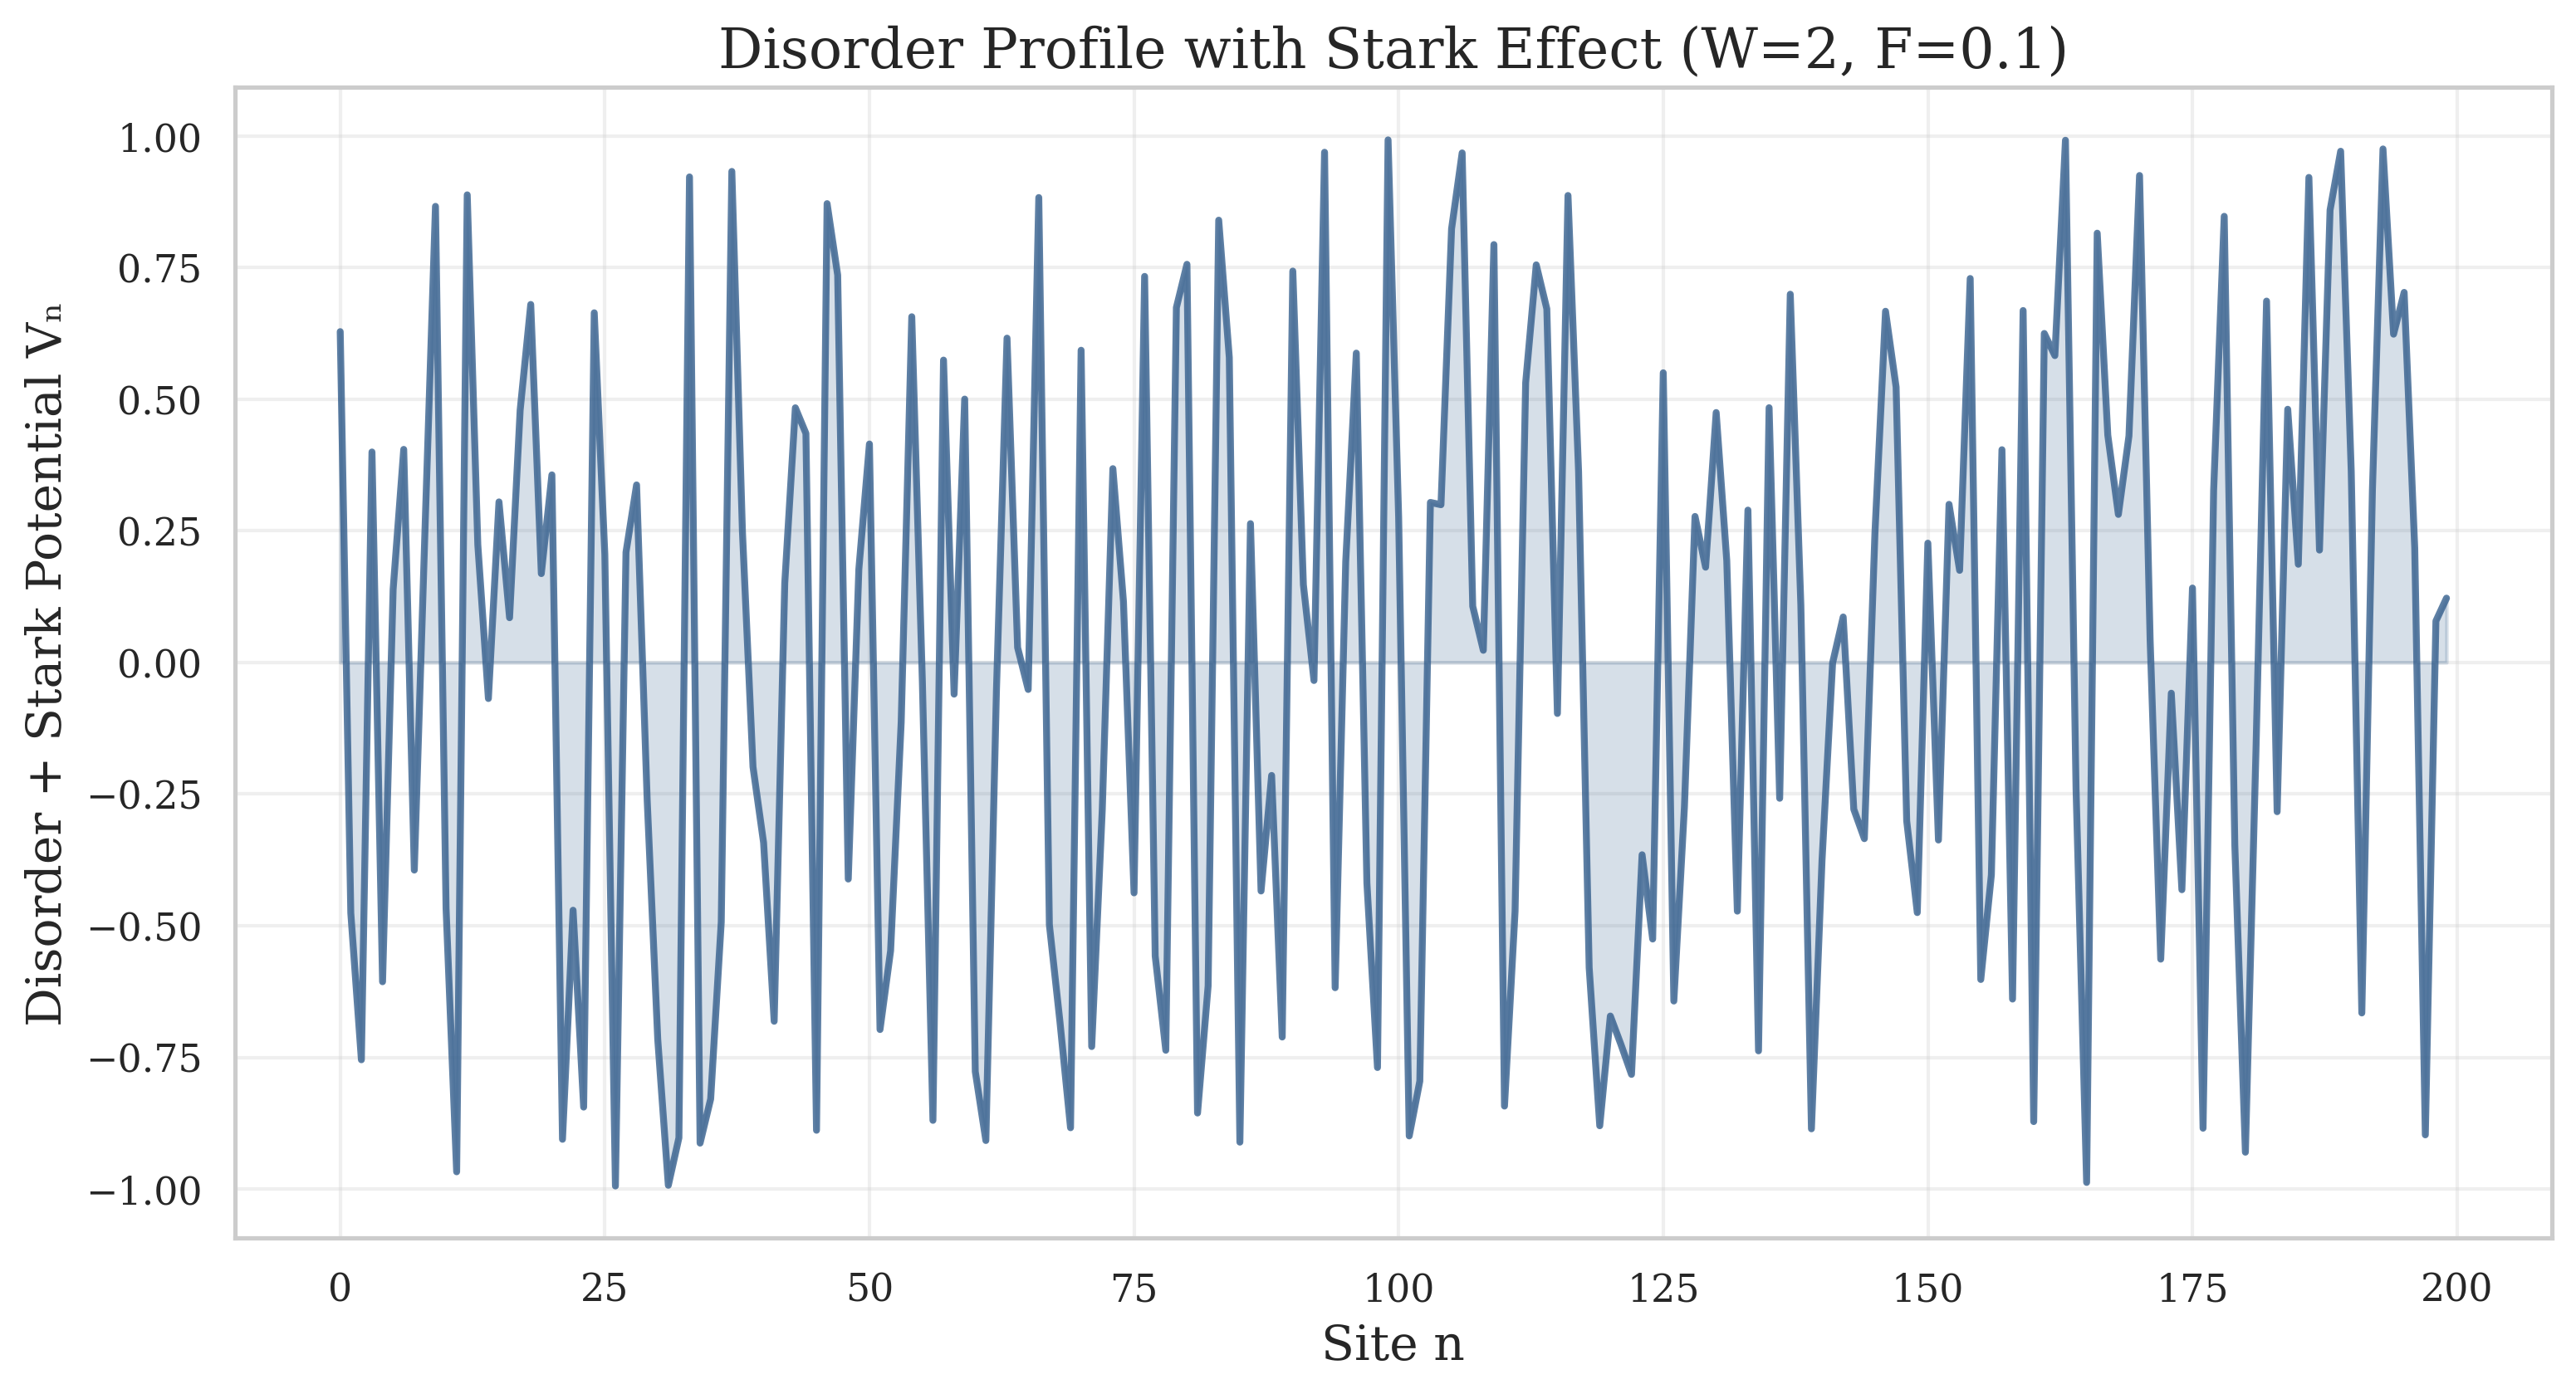 Disorder Profile with Stark Effect (W=2, F=0.1)
Disorder + Stark Potential Vₙ
1.00
0.75
0.50
0.25
0.00
−0.25
−0.50
−0.75
−1.00
0 25 50 75 100 125 150 175 200
Site n